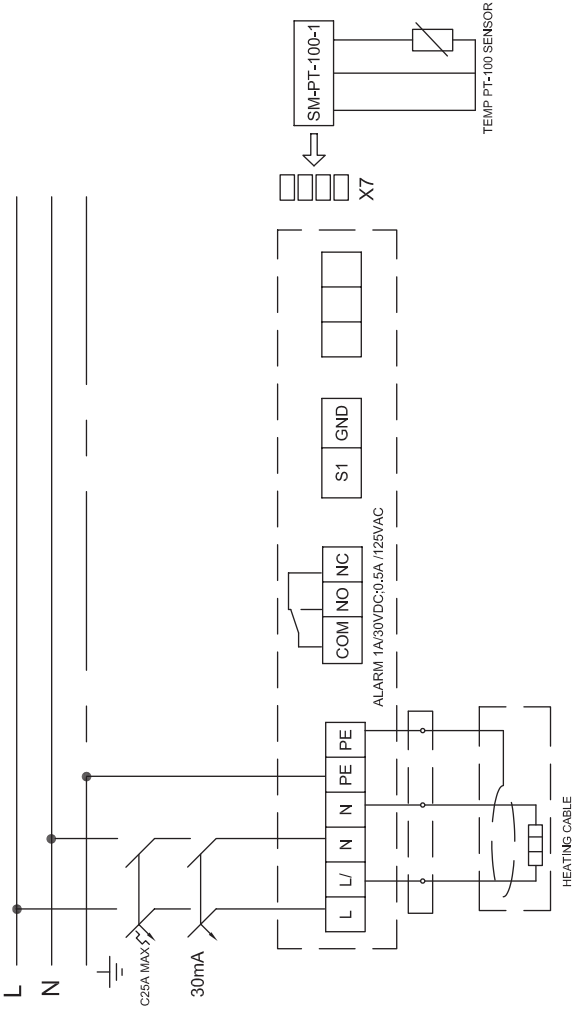 SM-PT-100-1
TEMP PT-100 SENSOR
X7
S1 GND
COM NO NC
ALARM 1A/30VDC;0.5A /125VAC
L L/ N N PE PE
HEATING CABLE
L
N
C25A MAX
30mA